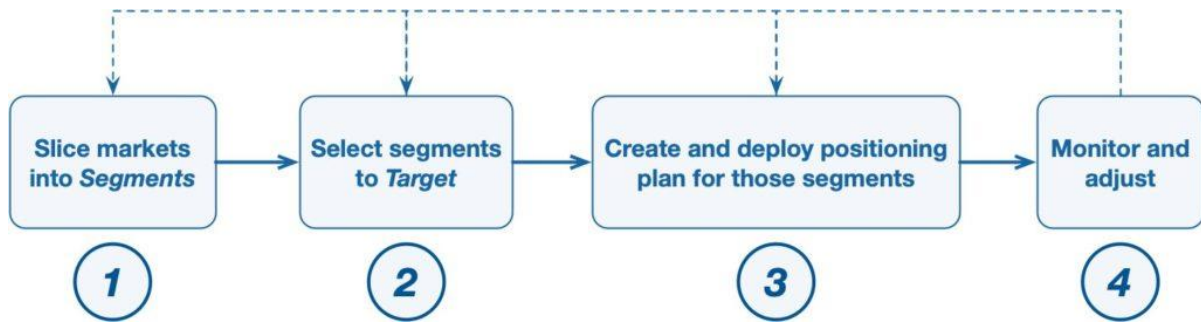 Slice markets
into Segments
Select segments
to Target
Create and deploy positioning
plan for those segments
Monitor and
adjust
1
2
3
4